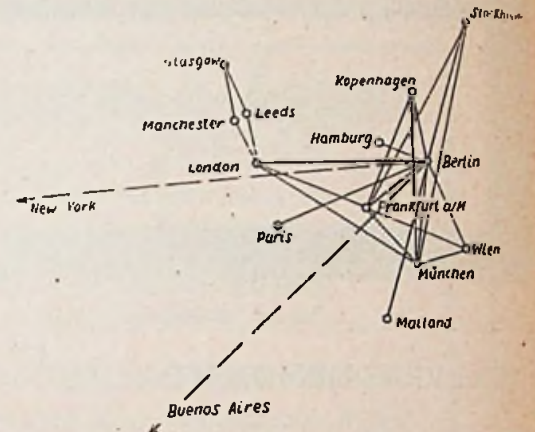 Stockholm
Glasgow
Kopenhagen
Leeds
Manchester
Hamburg
London
Berlin
New York
Frankfurt a/M
Paris
Wien
München
Mailand
Buenos Aires